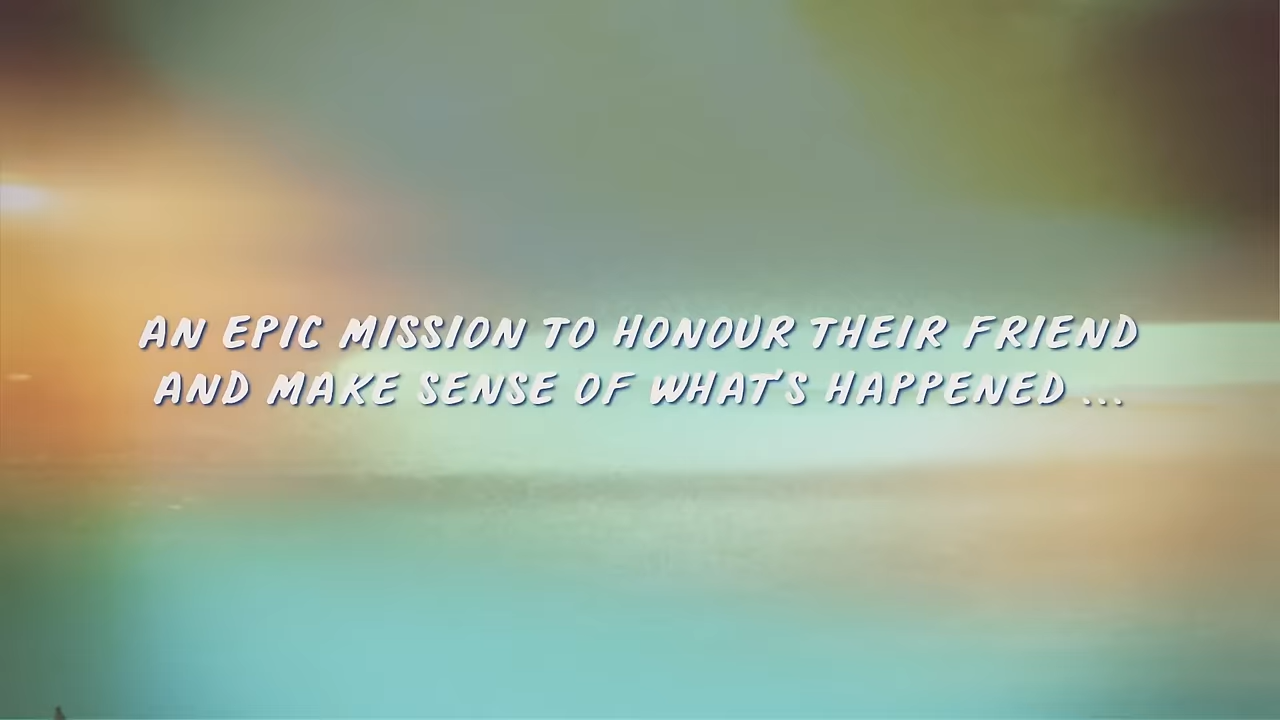 AN EPIC MISSION TO HONOUR THEIR FRIEND
AND MAKE SENSE OF WHAT'S HAPPENED ...